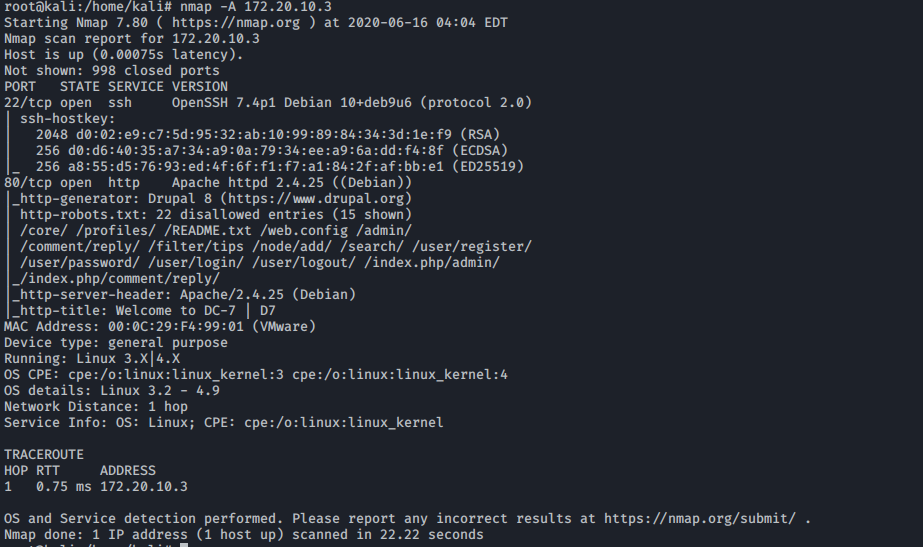 root@kali:/home/kali# nmap -A 172.20.10.3
Starting Nmap 7.80 ( https://nmap.org ) at 2020-06-16 04:04 EDT
Nmap scan report for 172.20.10.3
Host is up (0.00075s latency).
Not shown: 998 closed ports
PORT   STATE SERVICE VERSION
22/tcp open  ssh     OpenSSH 7.4p1 Debian 10+deb9u6 (protocol 2.0)
| ssh-hostkey:
|   2048 d0:02:e9:c7:5d:95:32:ab:10:99:89:84:34:3d:1e:f9 (RSA)
|   256 d0:d6:40:35:a7:34:a9:0a:79:34:ee:a9:6a:dd:f4:8f (ECDSA)
|_  256 a8:55:d5:76:93:ed:4f:6f:f1:f7:a1:84:2f:af:bb:e1 (ED25519)
80/tcp open  http    Apache httpd 2.4.25 ((Debian))
|_http-generator: Drupal 8 (https://www.drupal.org)
| http-robots.txt: 22 disallowed entries (15 shown)
| /core/ /profiles/ /README.txt /web.config /admin/
| /comment/reply/ /filter/tips /node/add/ /search/ /user/register/
| /user/password/ /user/login/ /user/logout/ /index.php/admin/
|_/index.php/comment/reply/
|_http-server-header: Apache/2.4.25 (Debian)
|_http-title: Welcome to DC-7 | D7
MAC Address: 00:0C:29:F4:99:01 (VMware)
Device type: general purpose
Running: Linux 3.X|4.X
OS CPE: cpe:/o:linux:linux_kernel:3 cpe:/o:linux:linux_kernel:4
OS details: Linux 3.2 - 4.9
Network Distance: 1 hop
Service Info: OS: Linux; CPE: cpe:/o:linux:linux_kernel
TRACEROUTE
HOP RTT     ADDRESS
1   0.75 ms 172.20.10.3
OS and Service detection performed. Please report any incorrect results at https://nmap.org/submit/ .
Nmap done: 1 IP address (1 host up) scanned in 22.22 seconds